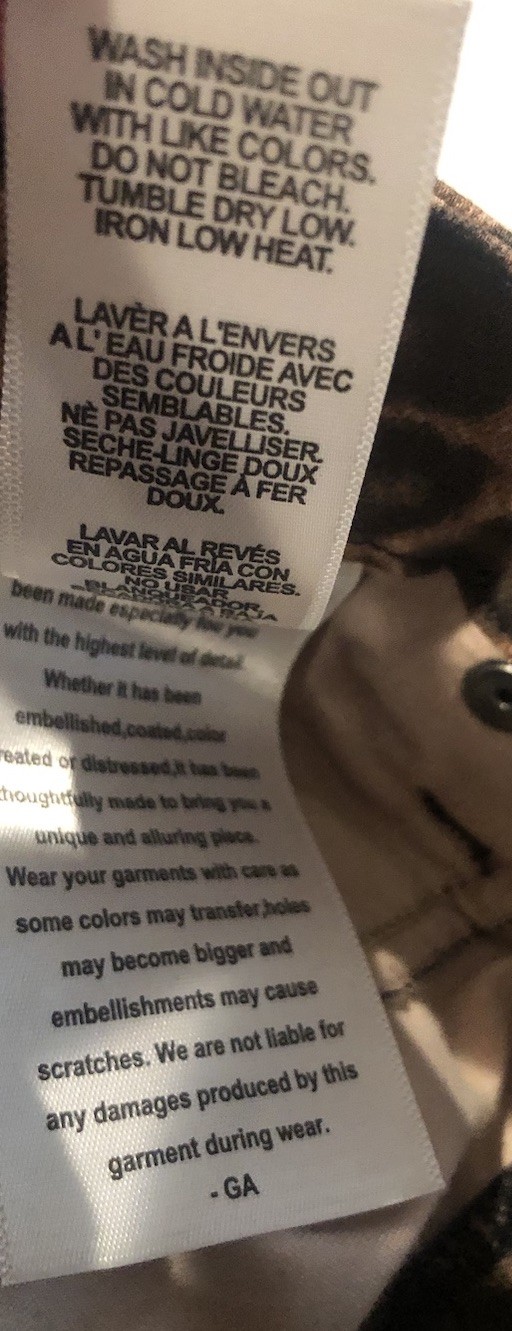 WASH INSIDE OUT
IN COLD WATER
WITH LIKE COLORS.
DO NOT BLEACH.
TUMBLE DRY LOW.
IRON LOW HEAT.
LAVÈR A L'ENVERS
A L' EAU FROIDE AVEC
DES COULEURS
SEMBLABLES.
NÈ PAS JAVELLISER.
SECHE-LINGE DOUX
REPASSAGE À FER
DOUX.
LAVAR AL REVÉS
EN AGUA FRÍA CON
COLORES SIMILARES.
NO USAR
BLANQUEADOR.
been made especially for you
with the highest level of detail.
Whether it has been
embellished,coated,color
reated or distressed,it has been
thoughtfully made to bring you a
unique and alluring piece.
Wear your garments with care as
some colors may transfer,holes
may become bigger and
embellishments may cause
scratches. We are not liable for
any damages produced by this
garment during wear.
- GA